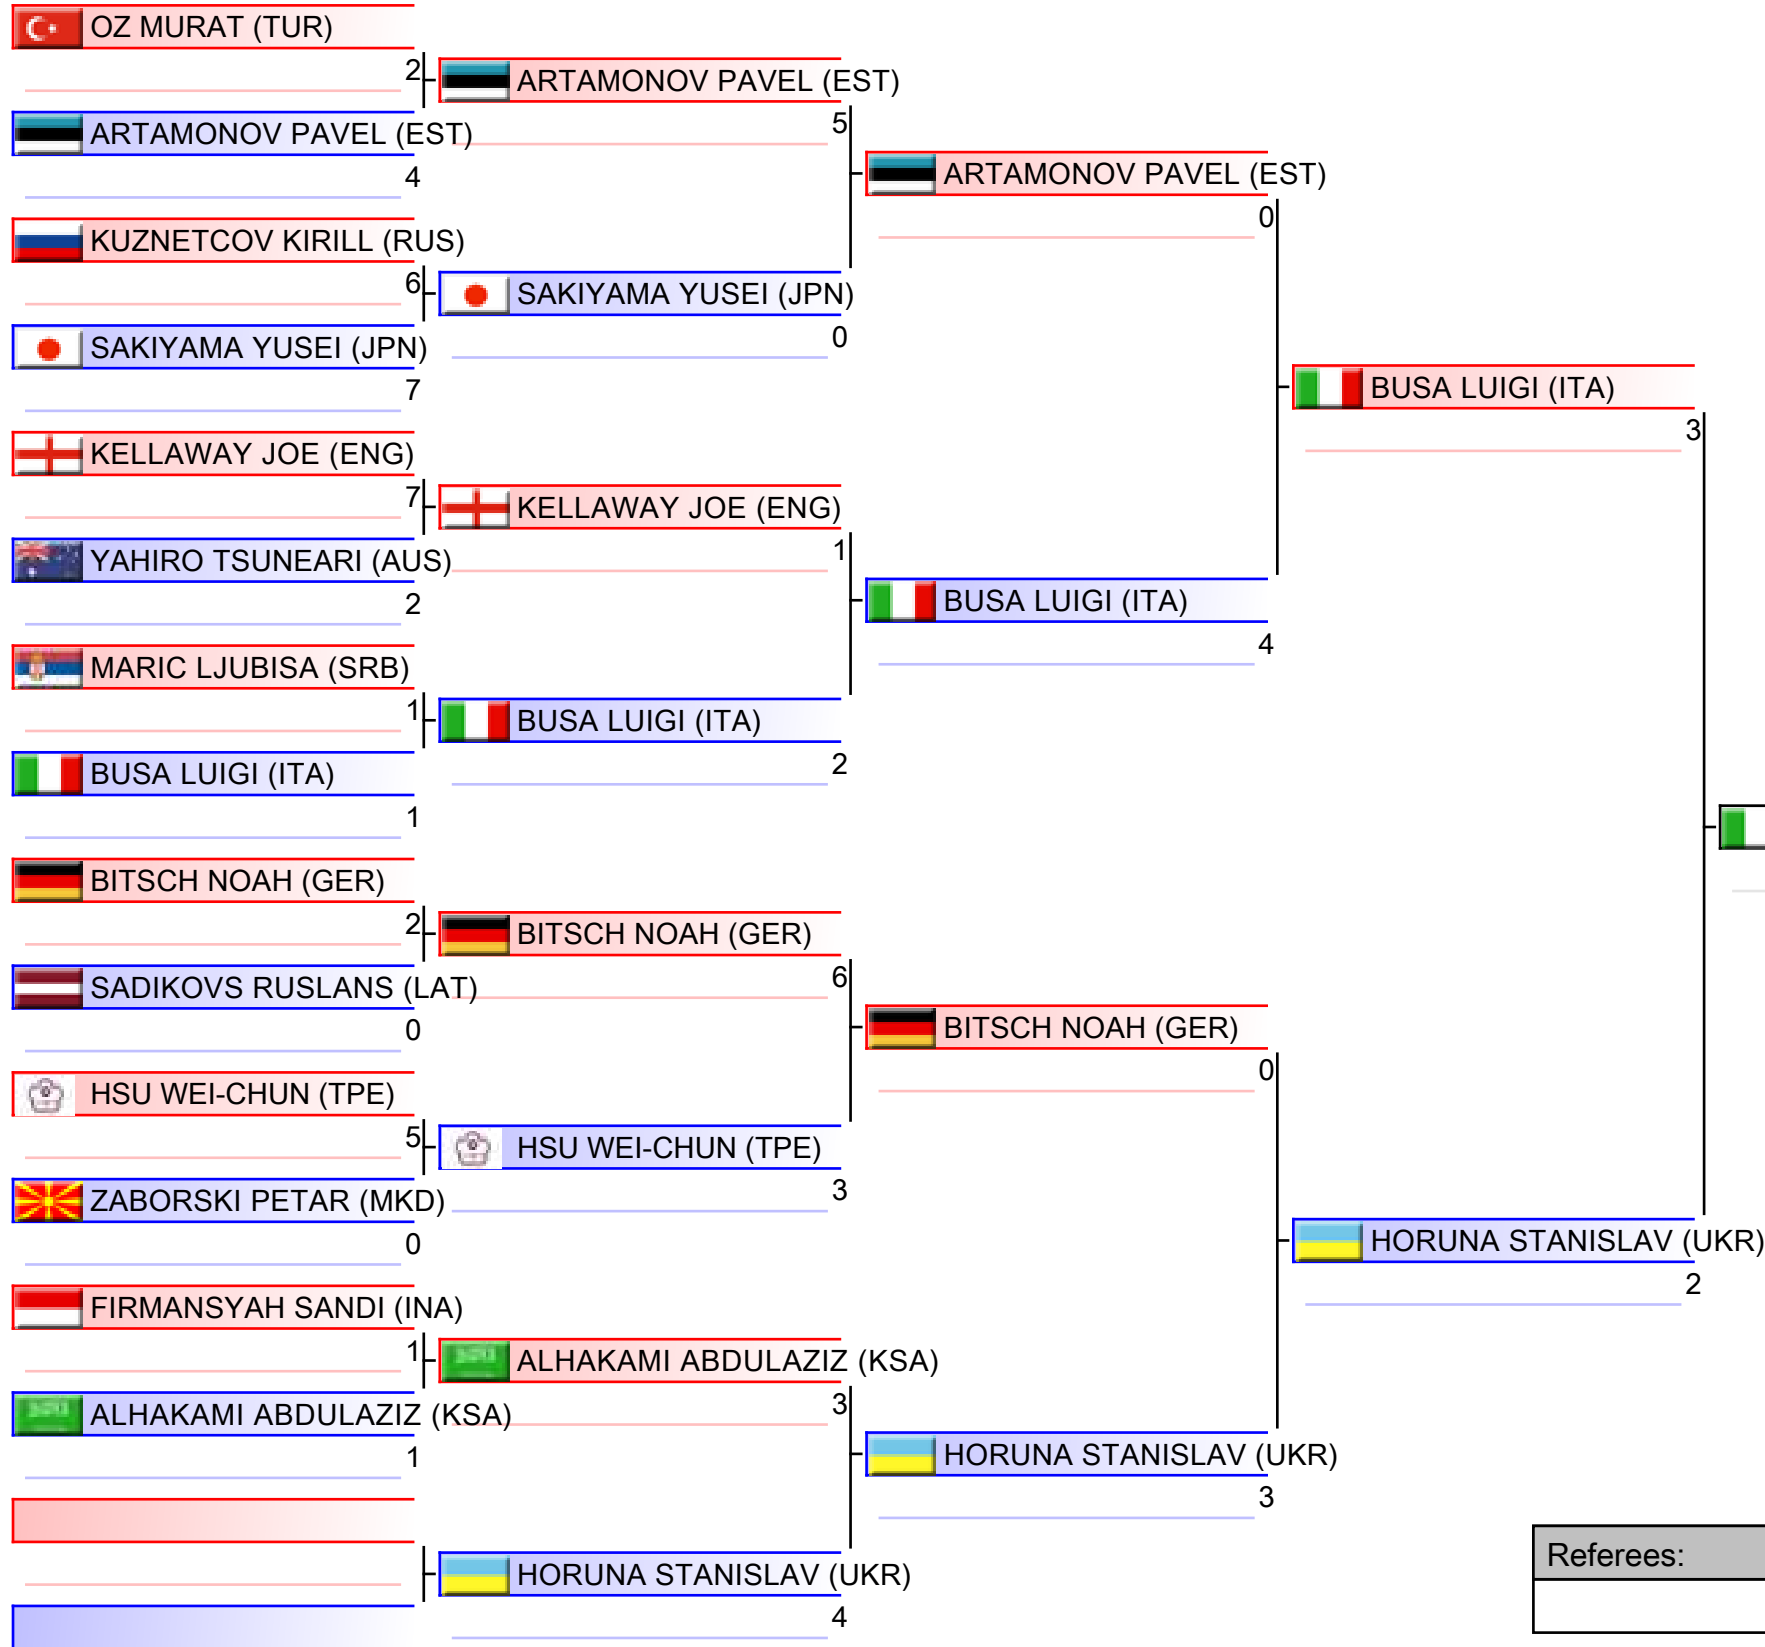 OZ MURAT (TUR)
2
ARTAMONOV PAVEL (EST)
4
KUZNETCOV KIRILL (RUS)
6
SAKIYAMA YUSEI (JPN)
7
KELLAWAY JOE (ENG)
7
YAHIRO TSUNEARI (AUS)
2
MARIC LJUBISA (SRB)
1
BUSA LUIGI (ITA)
1
BITSCH NOAH (GER)
2
SADIKOVS RUSLANS (LAT)
0
HSU WEI-CHUN (TPE)
5
ZABORSKI PETAR (MKD)
0
FIRMANSYAH SANDI (INA)
1
ALHAKAMI ABDULAZIZ (KSA)
1
ARTAMONOV PAVEL (EST)
5
SAKIYAMA YUSEI (JPN)
0
KELLAWAY JOE (ENG)
1
BUSA LUIGI (ITA)
2
BITSCH NOAH (GER)
6
HSU WEI-CHUN (TPE)
3
ALHAKAMI ABDULAZIZ (KSA)
3
HORUNA STANISLAV (UKR)
4
ARTAMONOV PAVEL (EST)
0
BUSA LUIGI (ITA)
4
BITSCH NOAH (GER)
0
HORUNA STANISLAV (UKR)
3
BUSA LUIGI (ITA)
3
HORUNA STANISLAV (UKR)
2
Referees: